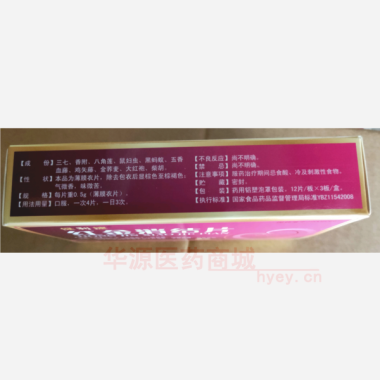 【成　份】三七、香附、八角莲、鼠妇虫、黑蚂蚁、五香
血藤、鸡矢藤、金荞麦、大红袍、柴胡。
【性　状】本品为薄膜衣片，除去包衣后显棕色至棕褐色；
气微香，味微苦。
【规　格】每片重0.5g（薄膜衣片）
【用法用量】口服，一次4片，一日3次。
【不良反应】尚不明确。
【禁　忌】尚不明确。
【注意事项】服药治疗期间忌食酸、冷及刺激性食物。
【贮　藏】密封。
【包　装】药用铝塑泡罩包装，12片/板×3板/盒。
【执行标准】国家食品药品监督管理局标准YBZ11542008
华源医药商城
hyey.cn